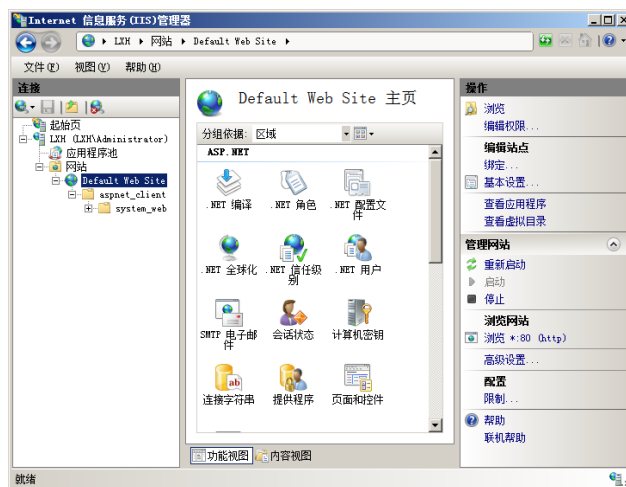 Internet 信息服务(IIS)管理器
LXH 网站 Default Web Site
文件(F) 视图(V) 帮助(H)
连接
起始页
LXH (LXH\Administrator)
应用程序池
网站
Default Web Site
aspnet_client
system_web
Default Web Site 主页
分组依据: 区域
ASP.NET
.NET 编译
.NET 角色
.NET 配置文
件
.NET 全球化
.NET 信任级
别
.NET 用户
SMTP 电子邮
件
会话状态
计算机密钥
连接字符串
提供程序
页面和控件
ab
功能视图
内容视图
操作
浏览
编辑权限...
编辑站点
绑定...
基本设置...
查看应用程序
查看虚拟目录
管理网站
重新启动
启动
停止
浏览网站
浏览 *:80 (http)
高级设置...
配置
限制...
帮助
联机帮助
就绪